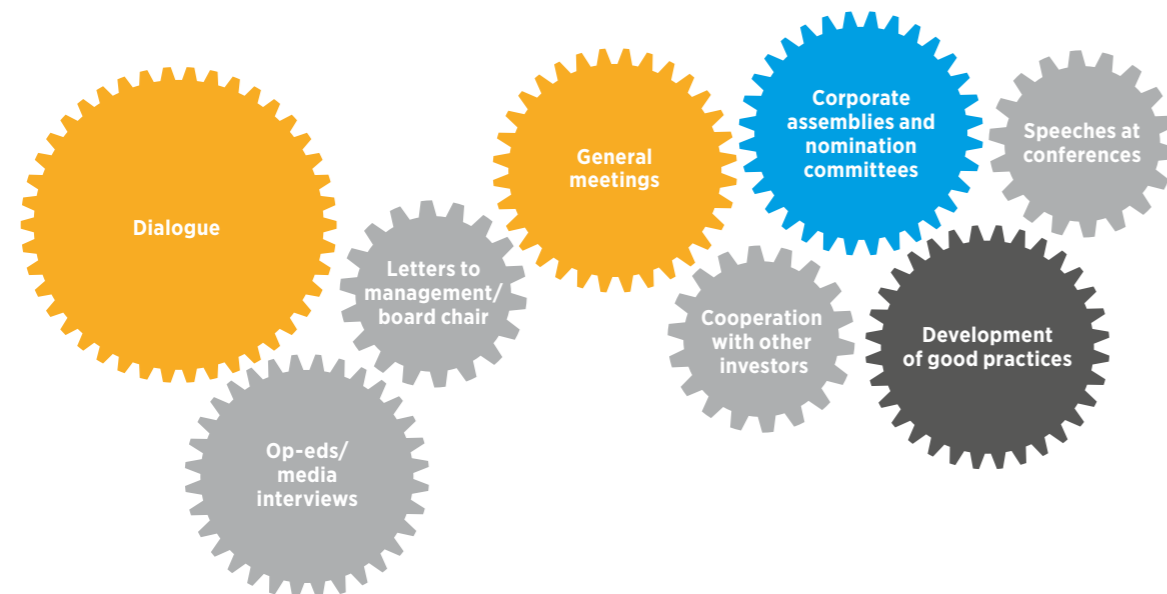 Dialogue
Op-eds/
media
interviews
Letters to
management/
board chair
General
meetings
Cooperation
with other
investors
Corporate
assemblies and
nomination
committees
Development
of good practices
Speeches at
conferences